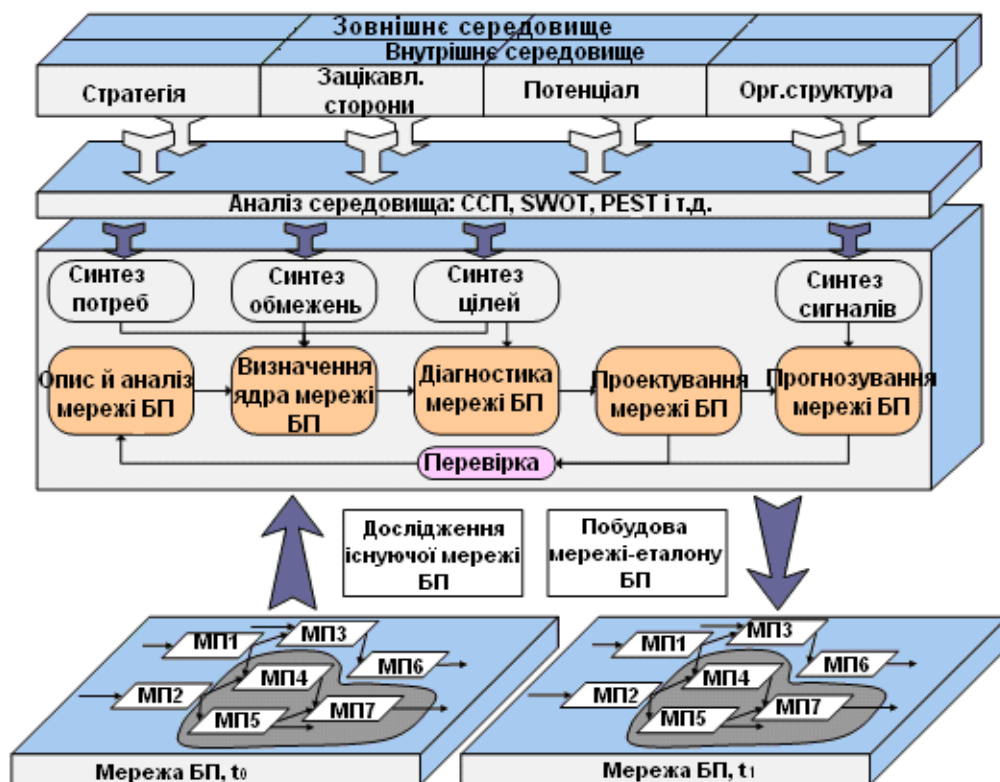 Зовнішнє середовище
Внутрішнє середовище
Стратегія
Зацікавл.
сторони
Потенціал
Орг.структура
Аналіз середовища: ССП, SWOT, PEST і т.д.
Синтез
потреб
Синтез
обмежень
Синтез
цілей
Синтез
сигналів
Опис й аналіз
мережі БП
Визначення
ядра мережі
БП
Діагностика
мережі БП
Проектування
мережі БП
Прогнозування
мережі БП
Перевірка
Дослідження
існуючої мережі
БП
Побудова
мережі-еталону
БП
МП1
МП3
МП6
МП4
МП2
МП5
МП7
Мережа БП, t0
МП1
МП3
МП6
МП4
МП2
МП5
МП7
Мережа БП, t1